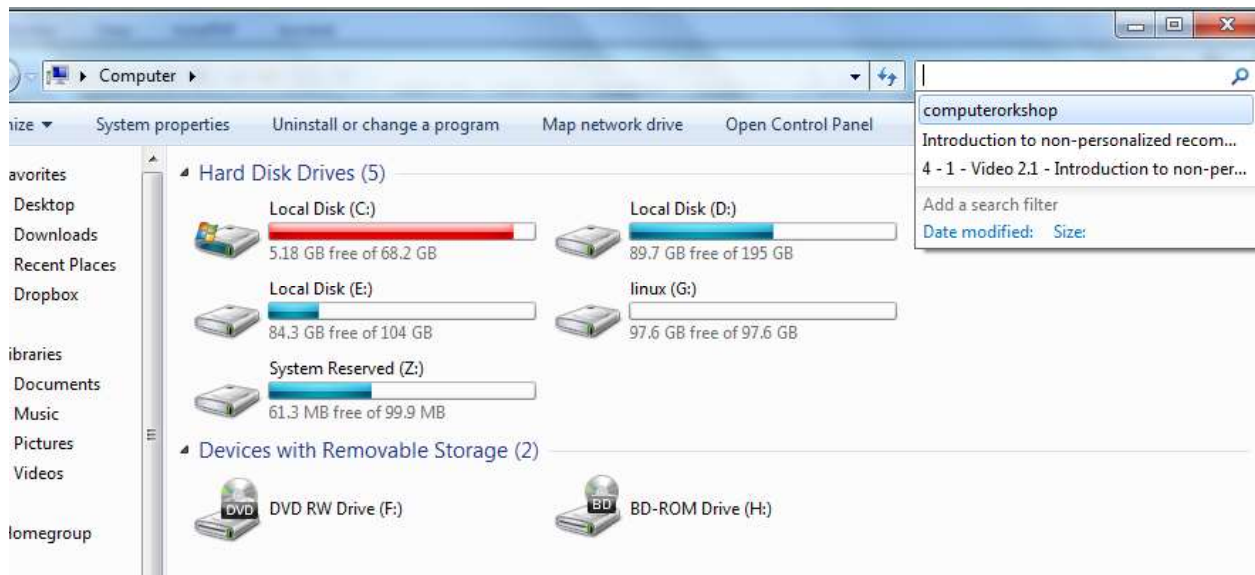 Computer
computerorkshop
Introduction to non-personalized recom...
4 - 1 - Video 2.1 - Introduction to non-per...
Add a search filter
Date modified: Size:
nize System properties Uninstall or change a program Map network drive Open Control Panel
avorites
Desktop
Downloads
Recent Places
Dropbox
ibraries
Documents
Music
Pictures
Videos
lomegroup
Hard Disk Drives (5)
Local Disk (C:)
5.18 GB free of 68.2 GB
Local Disk (D:)
89.7 GB free of 195 GB
Local Disk (E:)
84.3 GB free of 104 GB
linux (G:)
97.6 GB free of 97.6 GB
System Reserved (Z:)
61.3 MB free of 99.9 MB
Devices with Removable Storage (2)
DVD
DVD RW Drive (F:)
BD
BD-ROM Drive (H:)